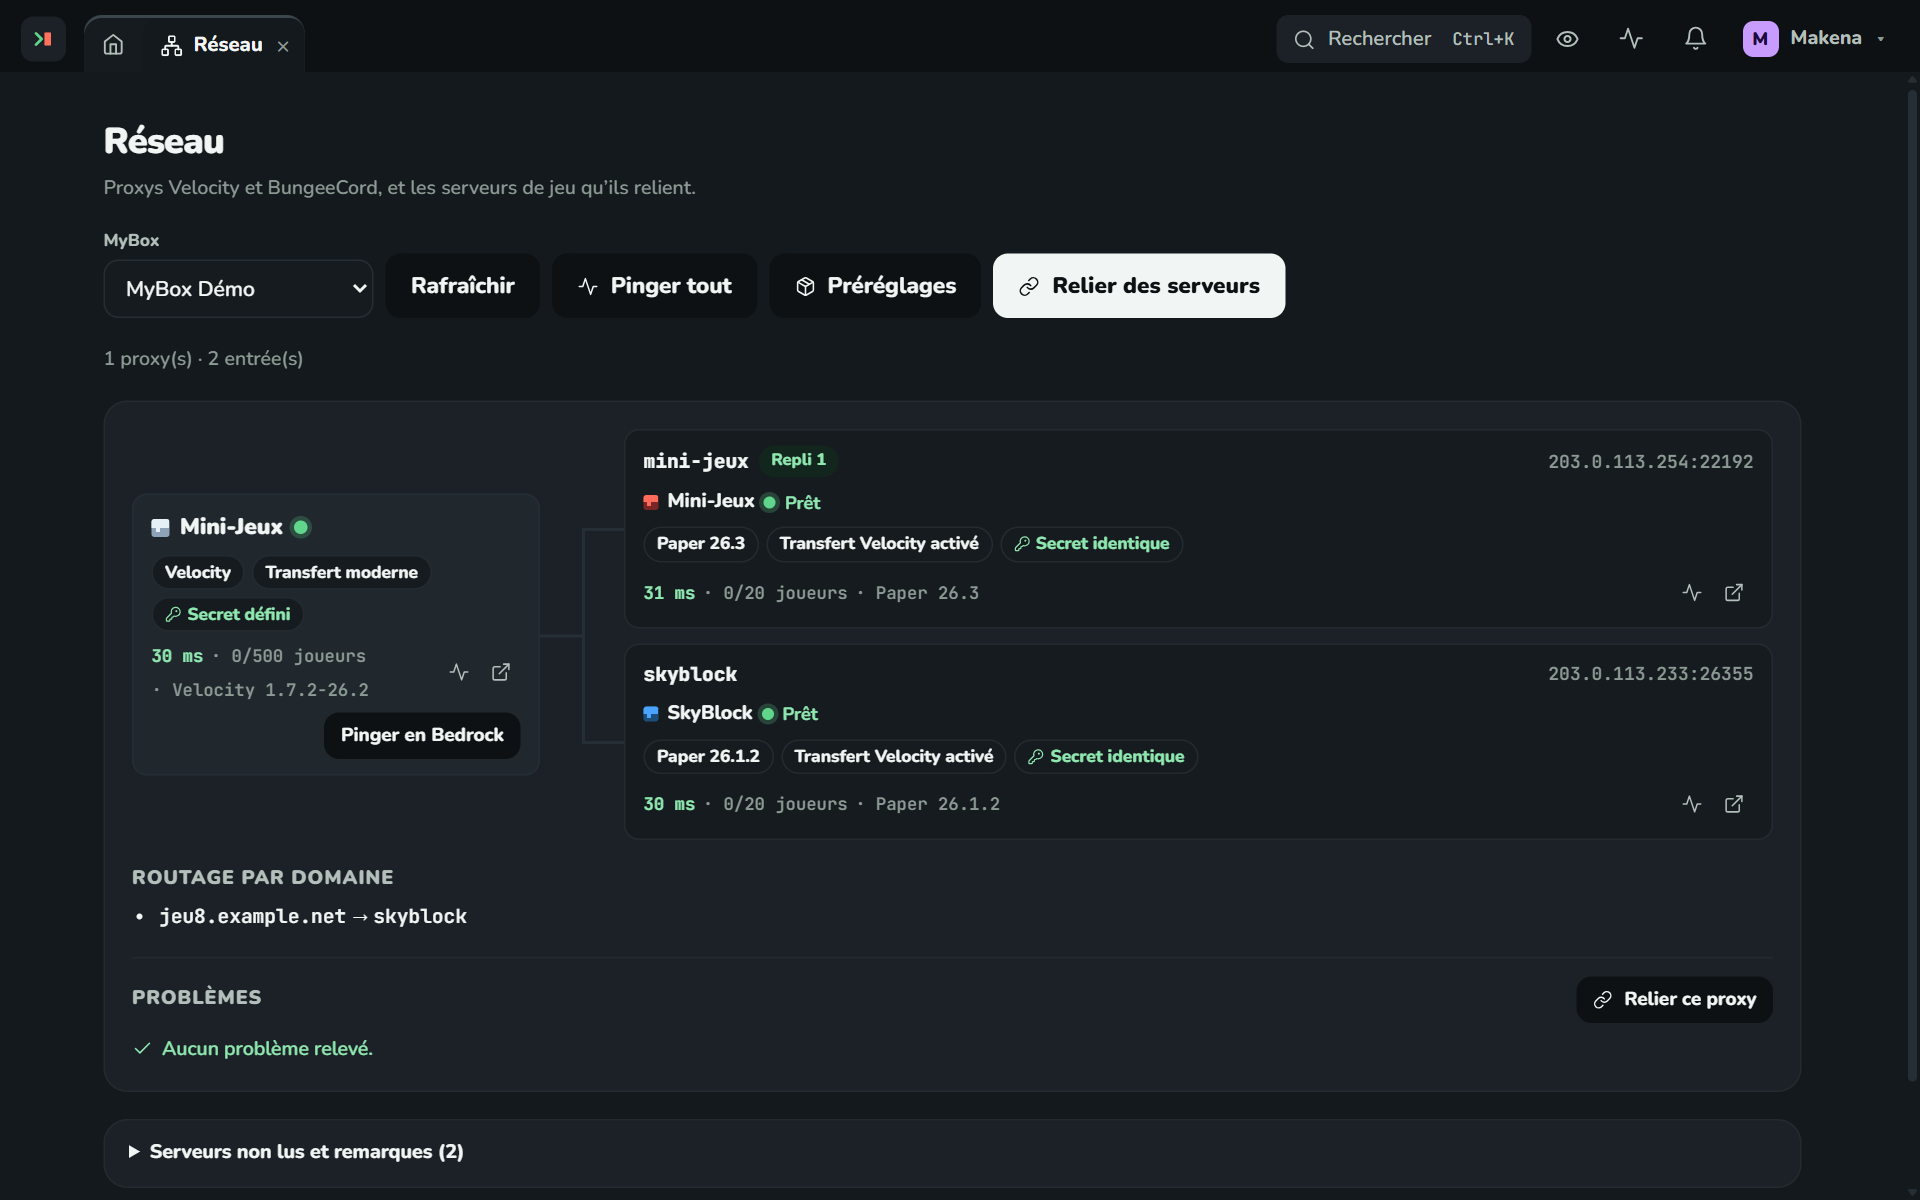 Réseau
Rechercher Ctrl+K
M Makena
Réseau
Proxys Velocity et BungeeCord, et les serveurs de jeu qu'ils relient.
MyBox
MyBox Démo
Rafraîchir
Pinger tout
Préréglages
Relier des serveurs
1 proxy(s) · 2 entrée(s)
Mini-Jeux
Velocity
Transfert moderne
Secret défini
30 ms · 0/500 joueurs
· Velocity 1.7.2-26.2
Pinger en Bedrock
mini-jeux Repli 1 203.0.113.254:22192
Mini-Jeux Prêt
Paper 26.3 Transfert Velocity activé Secret identique
31 ms · 0/20 joueurs · Paper 26.3
skyblock 203.0.113.233:26355
SkyBlock Prêt
Paper 26.1.2 Transfert Velocity activé Secret identique
30 ms · 0/20 joueurs · Paper 26.1.2
ROUTAGE PAR DOMAINE
• jeu8.example.net → skyblock
PROBLÈMES
Relier ce proxy
Aucun problème relevé.
Serveurs non lus et remarques (2)